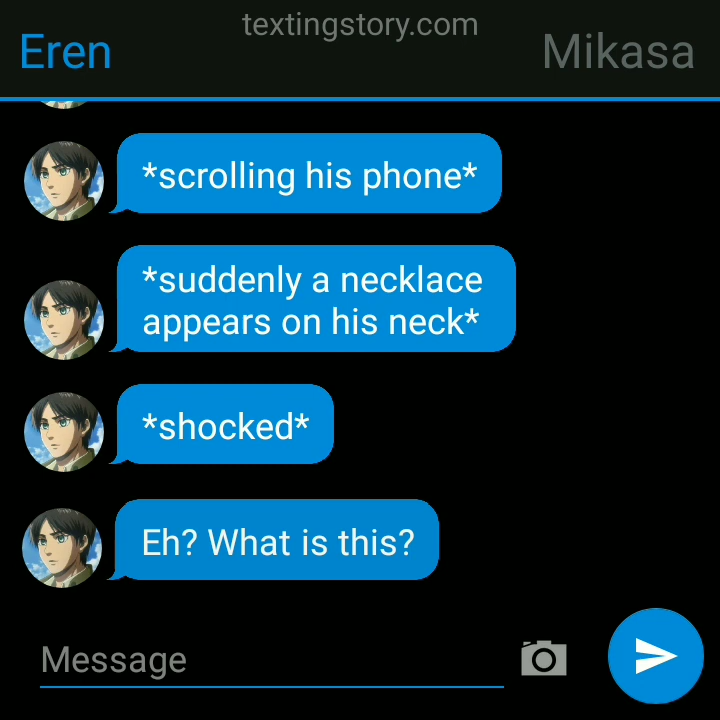 textingstory.com
Eren
Mikasa
*scrolling his phone*
*suddenly a necklace
appears on his neck*
*shocked*
Eh? What is this?
Message